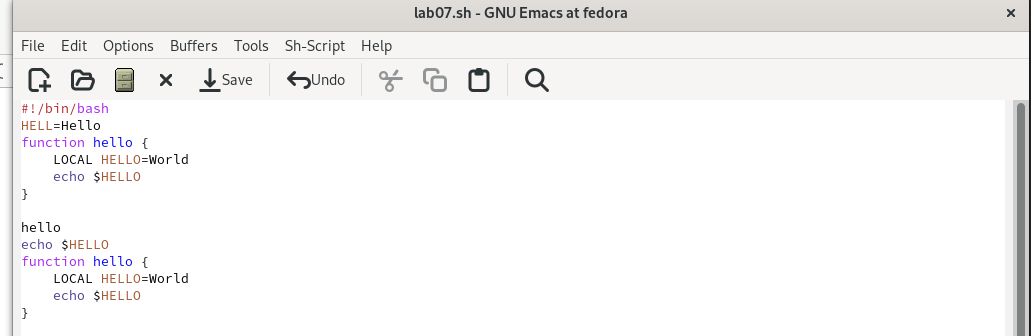 lab07.sh - GNU Emacs at fedora
File Edit Options Buffers Tools Sh-Script Help
Save Undo
#!/bin/bash
HELL=Hello
function hello {
    LOCAL HELLO=World
    echo $HELLO
}
hello
echo $HELLO
function hello {
    LOCAL HELLO=World
    echo $HELLO
}